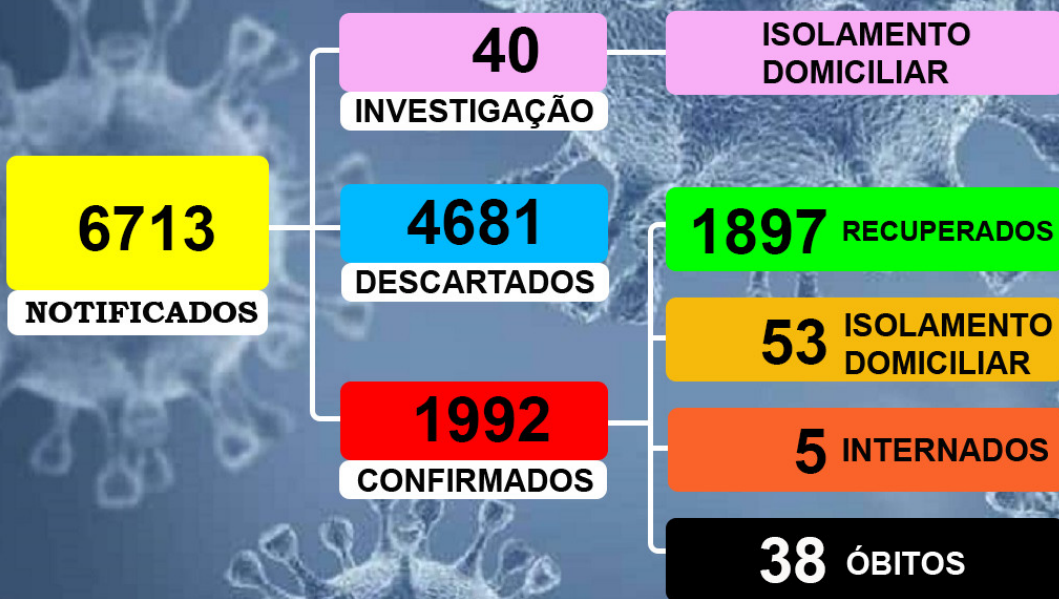 6713
NOTIFICADOS
40
INVESTIGAÇÃO
ISOLAMENTO
DOMICILIAR
4681
DESCARTADOS
1992
CONFIRMADOS
1897 RECUPERADOS
53 ISOLAMENTO
DOMICILIAR
5 INTERNADOS
38 ÓBITOS